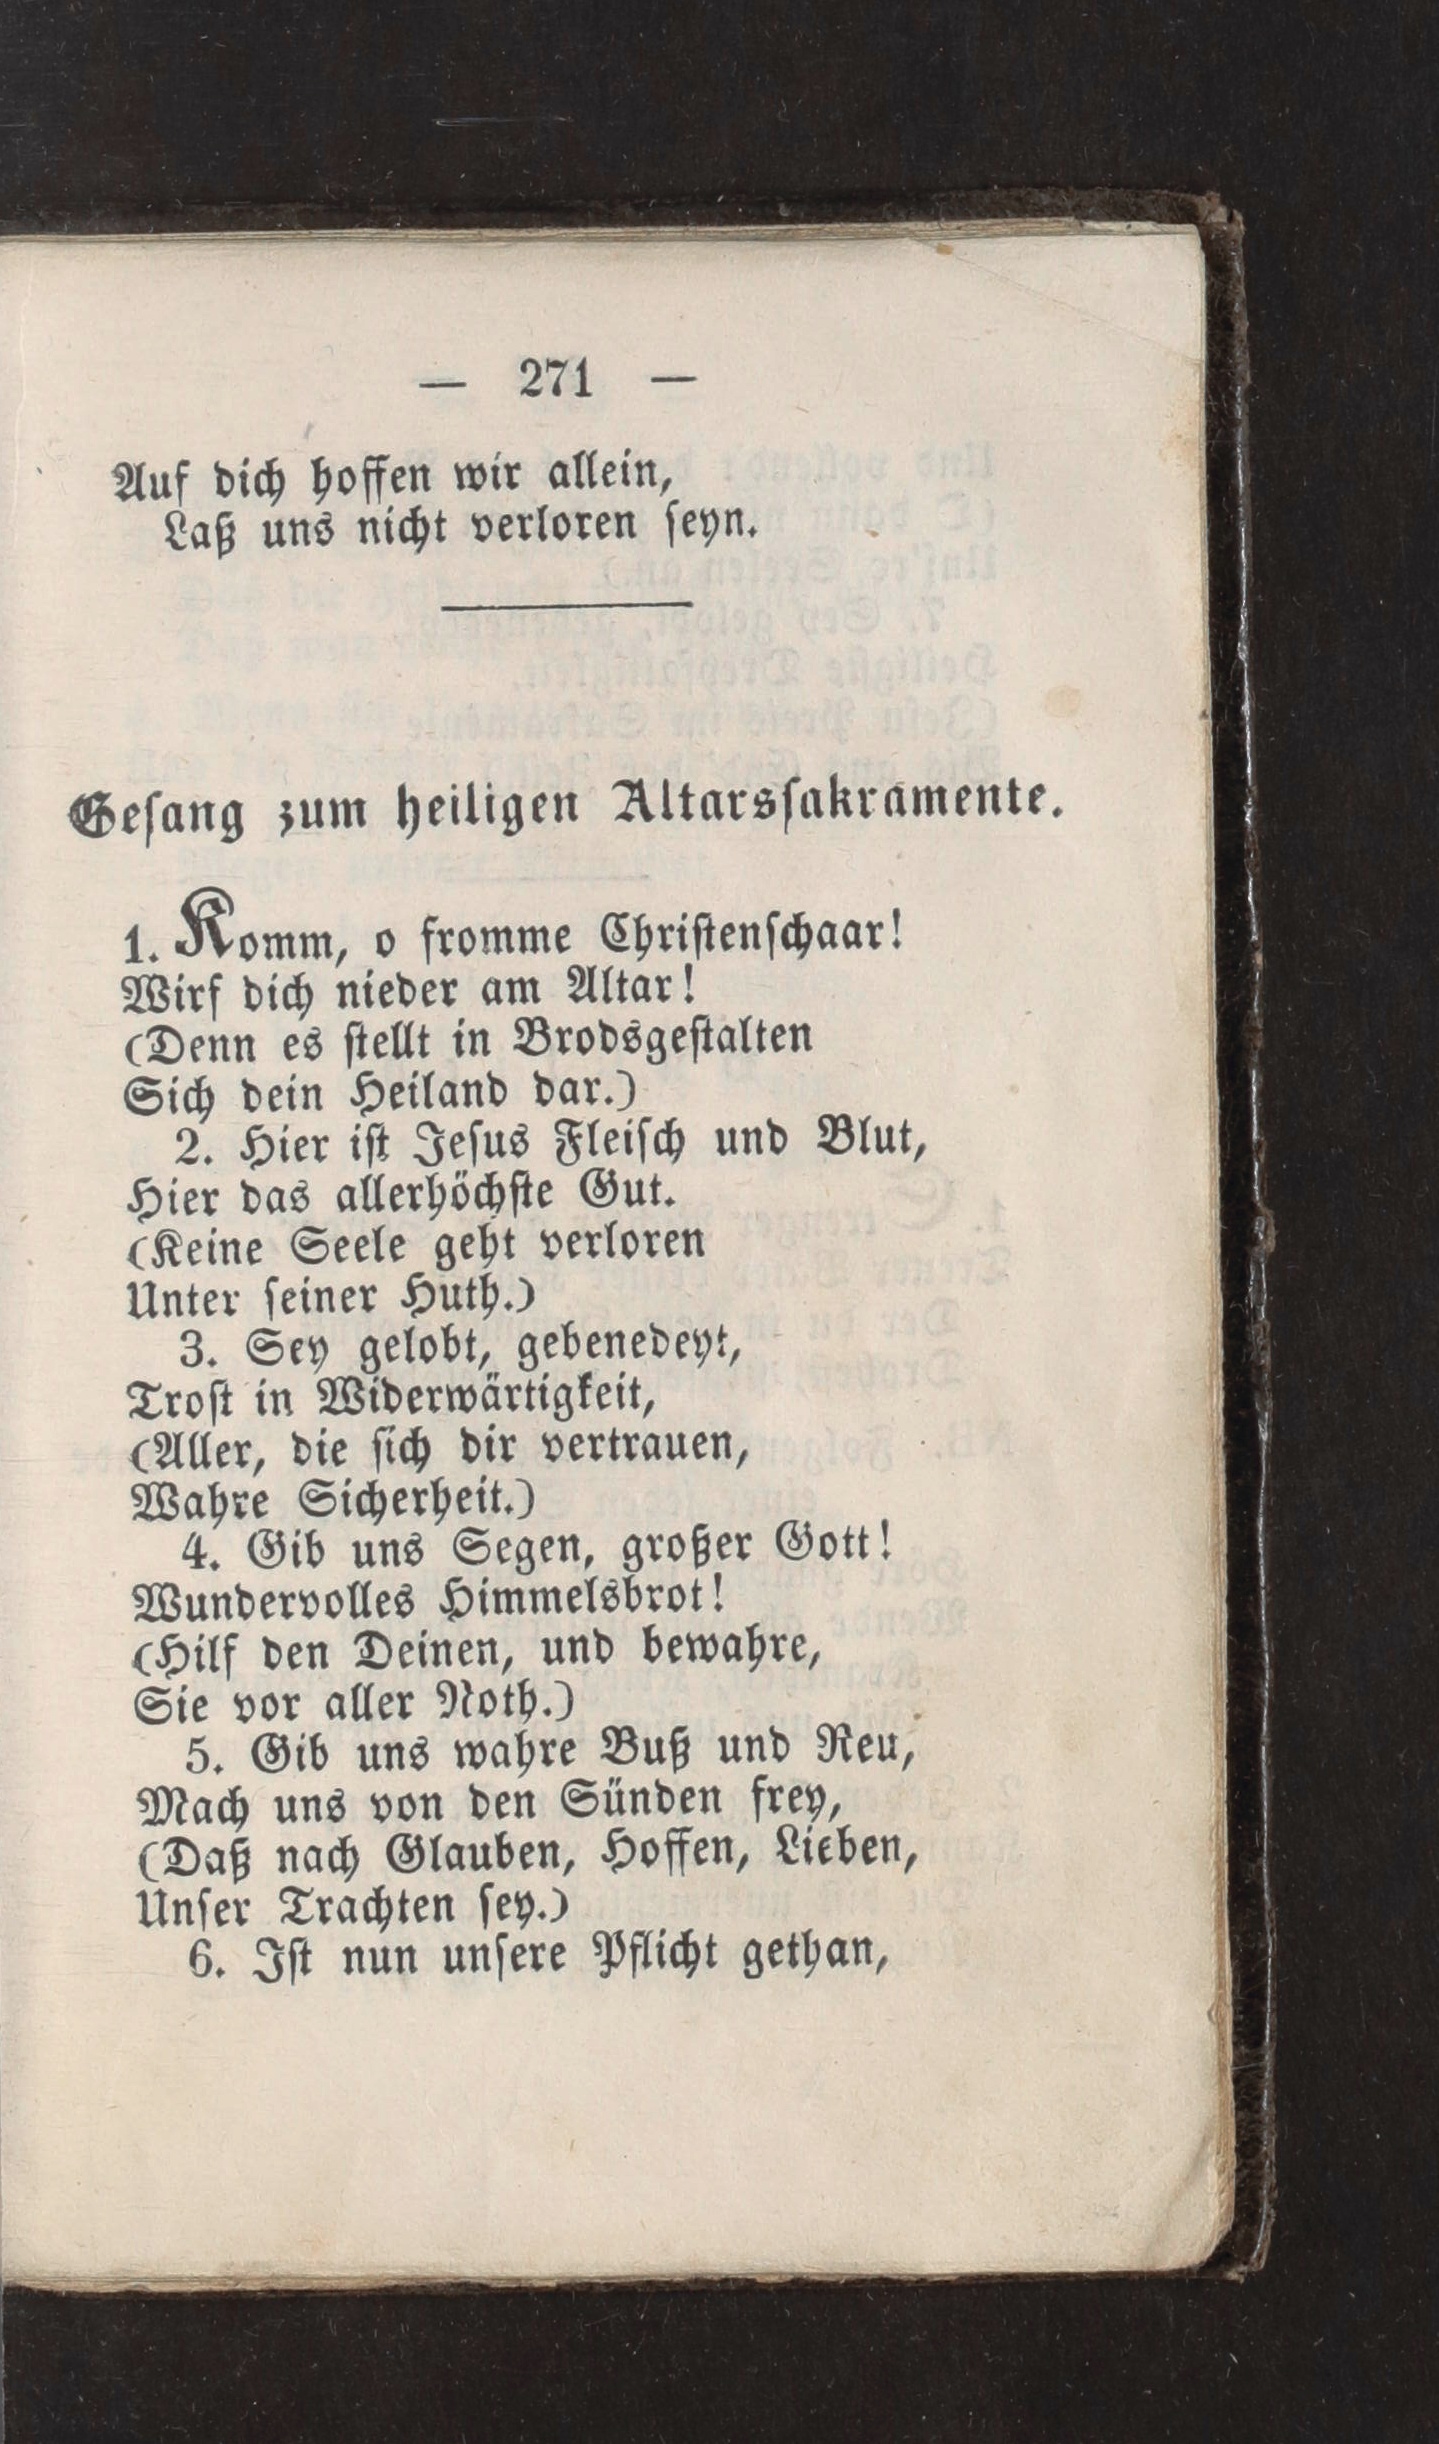 — 271 —
Auf dich hoffen wir allein,
Laß uns nicht verloren ſeyn.
Geſang zum heiligen Altarsſakramente.
1. Komm, o fromme Chriſtenſchaar!
Wirf dich nieder am Altar!
(Denn es ſtellt in Brodsgeſtalten
Sich dein Heiland dar.)
2. Hier iſt Jeſus Fleiſch und Blut,
Hier das allerhöchſte Gut.
(Keine Seele geht verloren
Unter ſeiner Huth.)
3. Sey gelobt, gebenedeyt,
Troſt in Widerwärtigkeit,
(Aller, die ſich dir vertrauen,
Wahre Sicherheit.)
4. Gib uns Segen, großer Gott!
Wundervolles Himmelsbrot!
(Hilf den Deinen, und bewahre,
Sie vor aller Noth.)
5. Gib uns wahre Buß und Reu,
Mach uns von den Sünden frey,
(Daß nach Glauben, Hoffen, Lieben,
Unſer Trachten ſey.)
6. Iſt nun unſere Pflicht gethan,